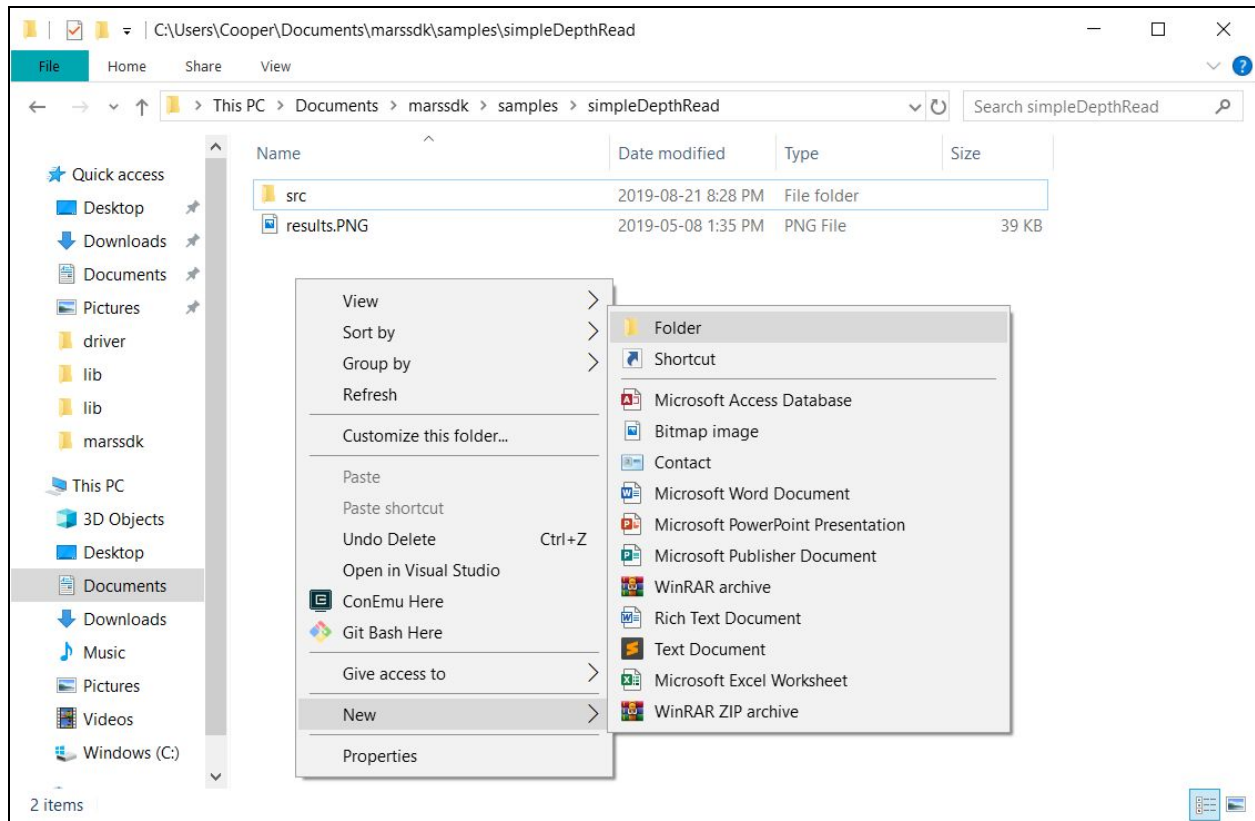 C:\Users\Cooper\Documents\marssdk\samples\simpleDepthRead
File Home Share View
This PC > Documents > marssdk > samples > simpleDepthRead
Search simpleDepthRead
Name Date modified Type Size
src 2019-08-21 8:28 PM File folder
results.PNG 2019-05-08 1:35 PM PNG File 39 KB
Quick access
Desktop
Downloads
Documents
Pictures
driver
lib
lib
marssdk
This PC
3D Objects
Desktop
Documents
Downloads
Music
Pictures
Videos
Windows (C:)
View
Sort by
Group by
Refresh
Customize this folder...
Paste
Paste shortcut
Undo Delete Ctrl+Z
Open in Visual Studio
ConEmu Here
Git Bash Here
Give access to
New
Properties
Folder
Shortcut
Microsoft Access Database
Bitmap image
Contact
Microsoft Word Document
Microsoft PowerPoint Presentation
Microsoft Publisher Document
WinRAR archive
Rich Text Document
Text Document
Microsoft Excel Worksheet
WinRAR ZIP archive
2 items